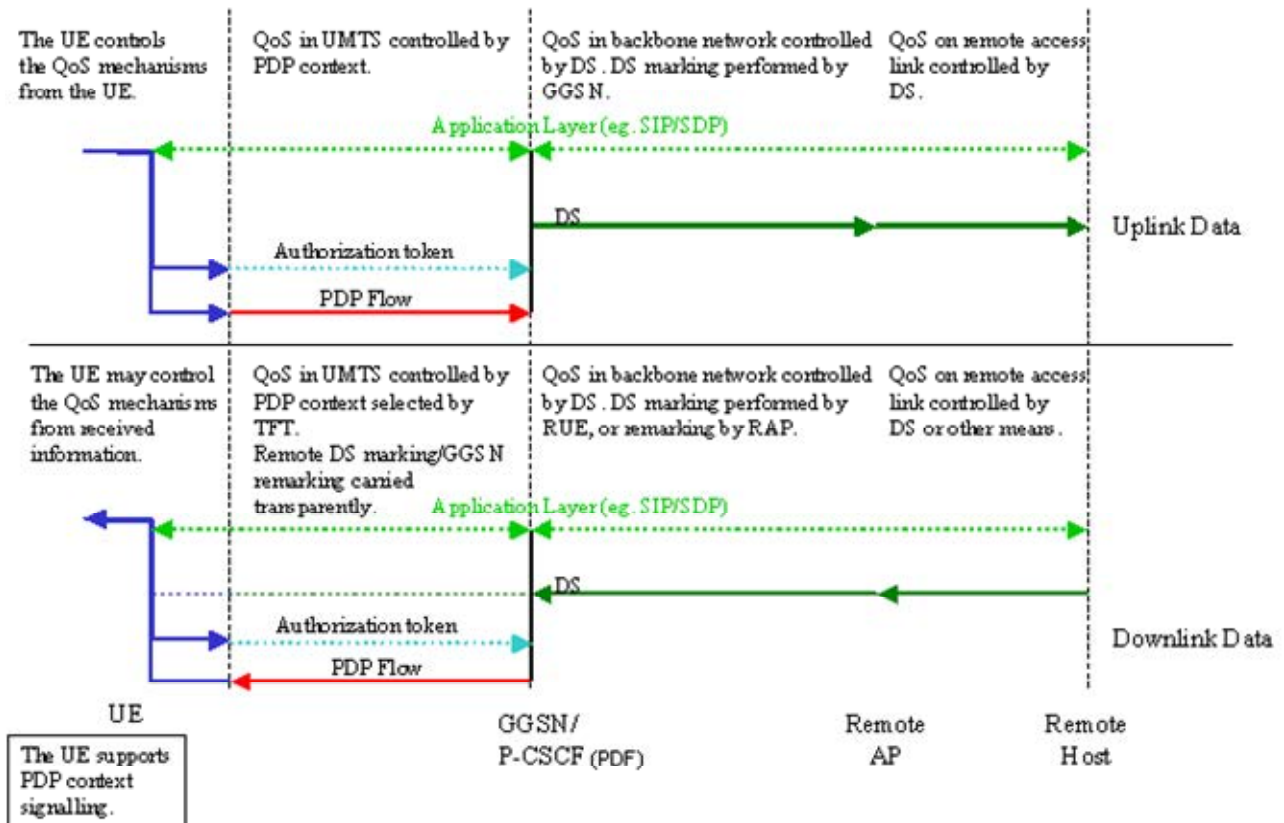 The UE controls
the QoS mechanisms
from the UE.
QoS in UMTS controlled by
PDP context.
QoS in backbone network controlled
by DS . DS marking performed by
GGSN.
QoS on remote access
link controlled by
DS.
Application Layer (eg. SIP/SDP)
DS
Uplink Data
Authorization token
PDP Flow
The UE may control
the QoS mechanisms
from received
information.
QoS in UMTS controlled by
PDP context selected by
TFT.
Remote DS marking/GGSN
remarking carried
transparently.
QoS in backbone network controlled
by DS . DS marking performed by
RUE, or remarking by RAP.
QoS on remote access
link controlled by
DS or other means.
Application Layer (eg. SIP/SDP)
DS
Authorization token
Downlink Data
PDP Flow
UE
GGSN/
P-CSCF (PDF)
Remote
AP
Remote
Host
The UE supports
PDP context
signalling.